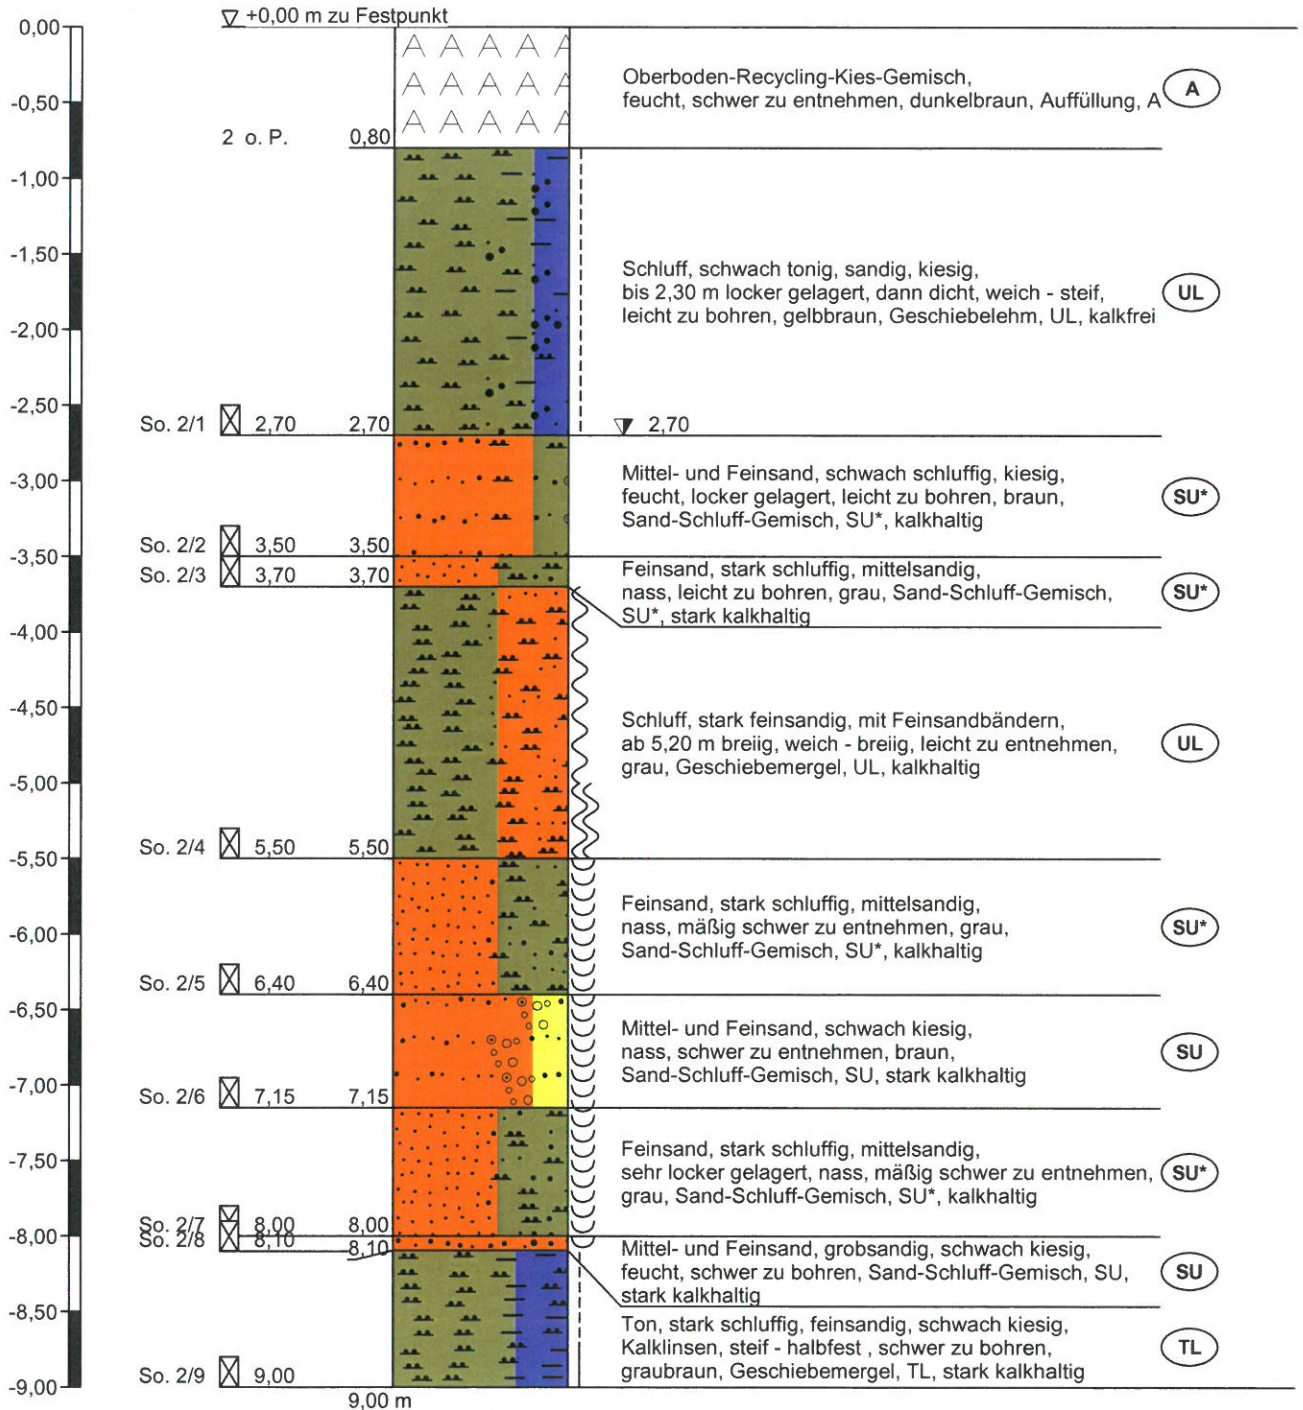 +0,00 m zu Festpunkt
0,00
Oberboden-Recycling-Kies-Gemisch,
feucht, schwer zu entnehmen, dunkelbraun, Auffüllung, A
A
-0,50
2 o. P. 0,80
-1,00
-1,50
Schluff, schwach tonig, sandig, kiesig,
bis 2,30 m locker gelagert, dann dicht, weich - steif,
leicht zu bohren, gelbbraun, Geschiebelehm, UL, kalkfrei
UL
-2,00
-2,50
So. 2/1 2,70 2,70 2,70
-3,00
Mittel- und Feinsand, schwach schluffig, kiesig,
feucht, locker gelagert, leicht zu bohren, braun,
Sand-Schluff-Gemisch, SU*, kalkhaltig
SU*
So. 2/2 3,50 3,50
-3,50
So. 2/3 3,70 3,70
Feinsand, stark schluffig, mittelsandig,
nass, leicht zu bohren, grau, Sand-Schluff-Gemisch,
SU*, stark kalkhaltig
SU*
-4,00
-4,50
Schluff, stark feinsandig, mit Feinsandbändern,
ab 5,20 m breiig, weich - breiig, leicht zu entnehmen,
grau, Geschiebemergel, UL, kalkhaltig
UL
-5,00
So. 2/4 5,50 5,50
-5,50
Feinsand, stark schluffig, mittelsandig,
nass, mäßig schwer zu entnehmen, grau,
Sand-Schluff-Gemisch, SU*, kalkhaltig
SU*
-6,00
So. 2/5 6,40 6,40
-6,50
Mittel- und Feinsand, schwach kiesig,
nass, schwer zu entnehmen, braun,
Sand-Schluff-Gemisch, SU, stark kalkhaltig
SU
-7,00
So. 2/6 7,15 7,15
-7,50
Feinsand, stark schluffig, mittelsandig,
sehr locker gelagert, nass, mäßig schwer zu entnehmen,
grau, Sand-Schluff-Gemisch, SU*, kalkhaltig
SU*
So. 2/7 8,00 8,00
-8,00
So. 2/8 8,10 8,10
Mittel- und Feinsand, grobsandig, schwach kiesig,
feucht, schwer zu bohren, Sand-Schluff-Gemisch, SU,
stark kalkhaltig
SU
-8,50
Ton, stark schluffig, feinsandig, schwach kiesig,
Kalklinsen, steif - halbfest , schwer zu bohren,
graubraun, Geschiebemergel, TL, stark kalkhaltig
TL
So. 2/9 9,00
-9,00
9,00 m